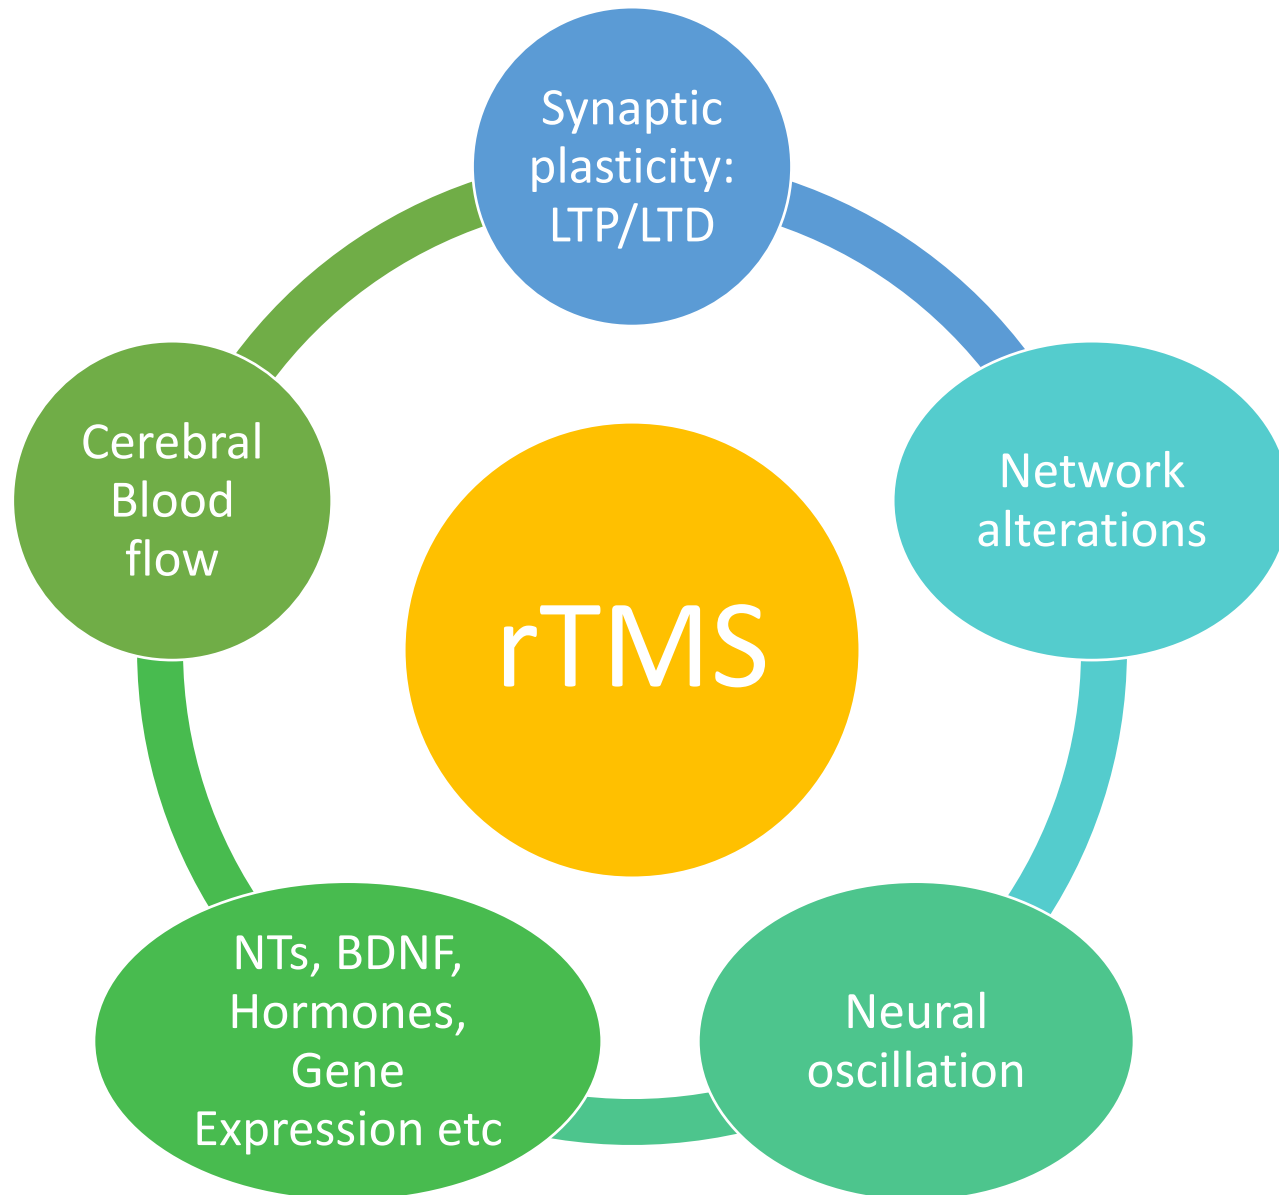 Synaptic
plasticity:
LTP/LTD
Network
alterations
Neural
oscillation
NTs, BDNF,
Hormones,
Gene
Expression etc
Cerebral
Blood
flow
rTMS